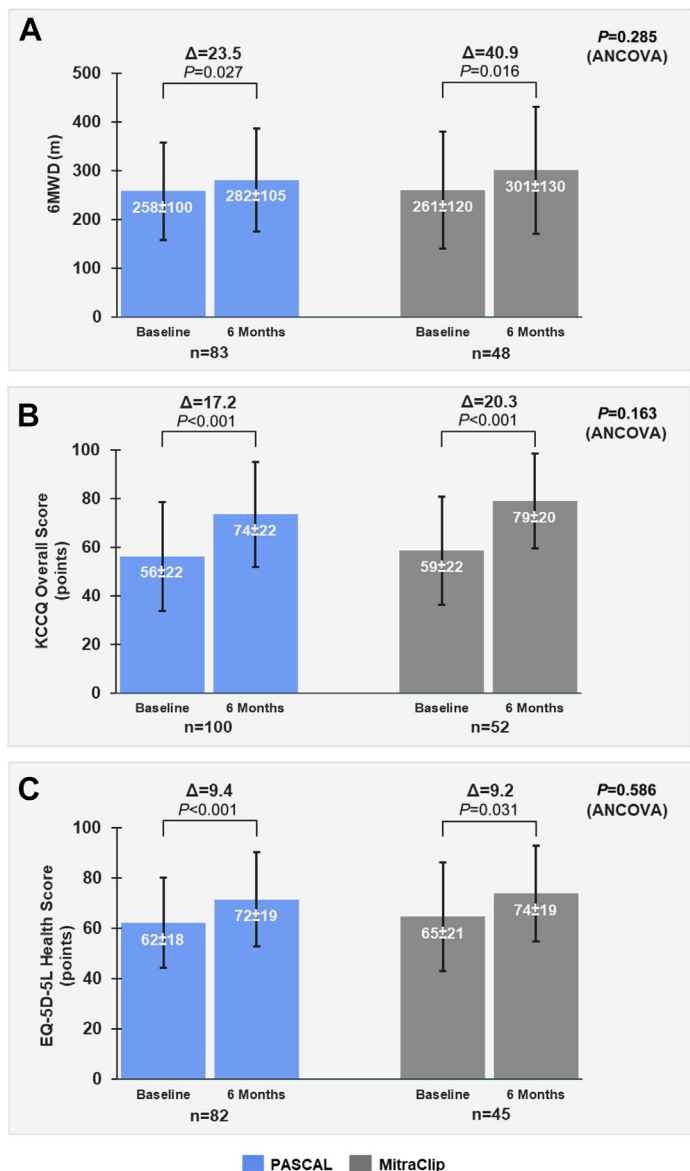 A
P=0.285
(ANCOVA)
Δ=23.5
P=0.027
Δ=40.9
P=0.016
6MWD (m)
500
400
300
200
100
0
258±100
282±105
261±120
301±130
Baseline
6 Months
Baseline
6 Months
n=83
n=48
B
P=0.163
(ANCOVA)
Δ=17.2
P<0.001
Δ=20.3
P<0.001
KCCQ Overall Score
(points)
100
80
60
40
20
0
56±22
74±22
59±22
79±20
Baseline
6 Months
Baseline
6 Months
n=100
n=52
C
P=0.586
(ANCOVA)
Δ=9.4
P<0.001
Δ=9.2
P=0.031
EQ-5D-5L Health Score
(points)
100
80
60
40
20
0
62±18
72±19
65±21
74±19
Baseline
6 Months
Baseline
6 Months
n=82
n=45
PASCAL
MitraClip